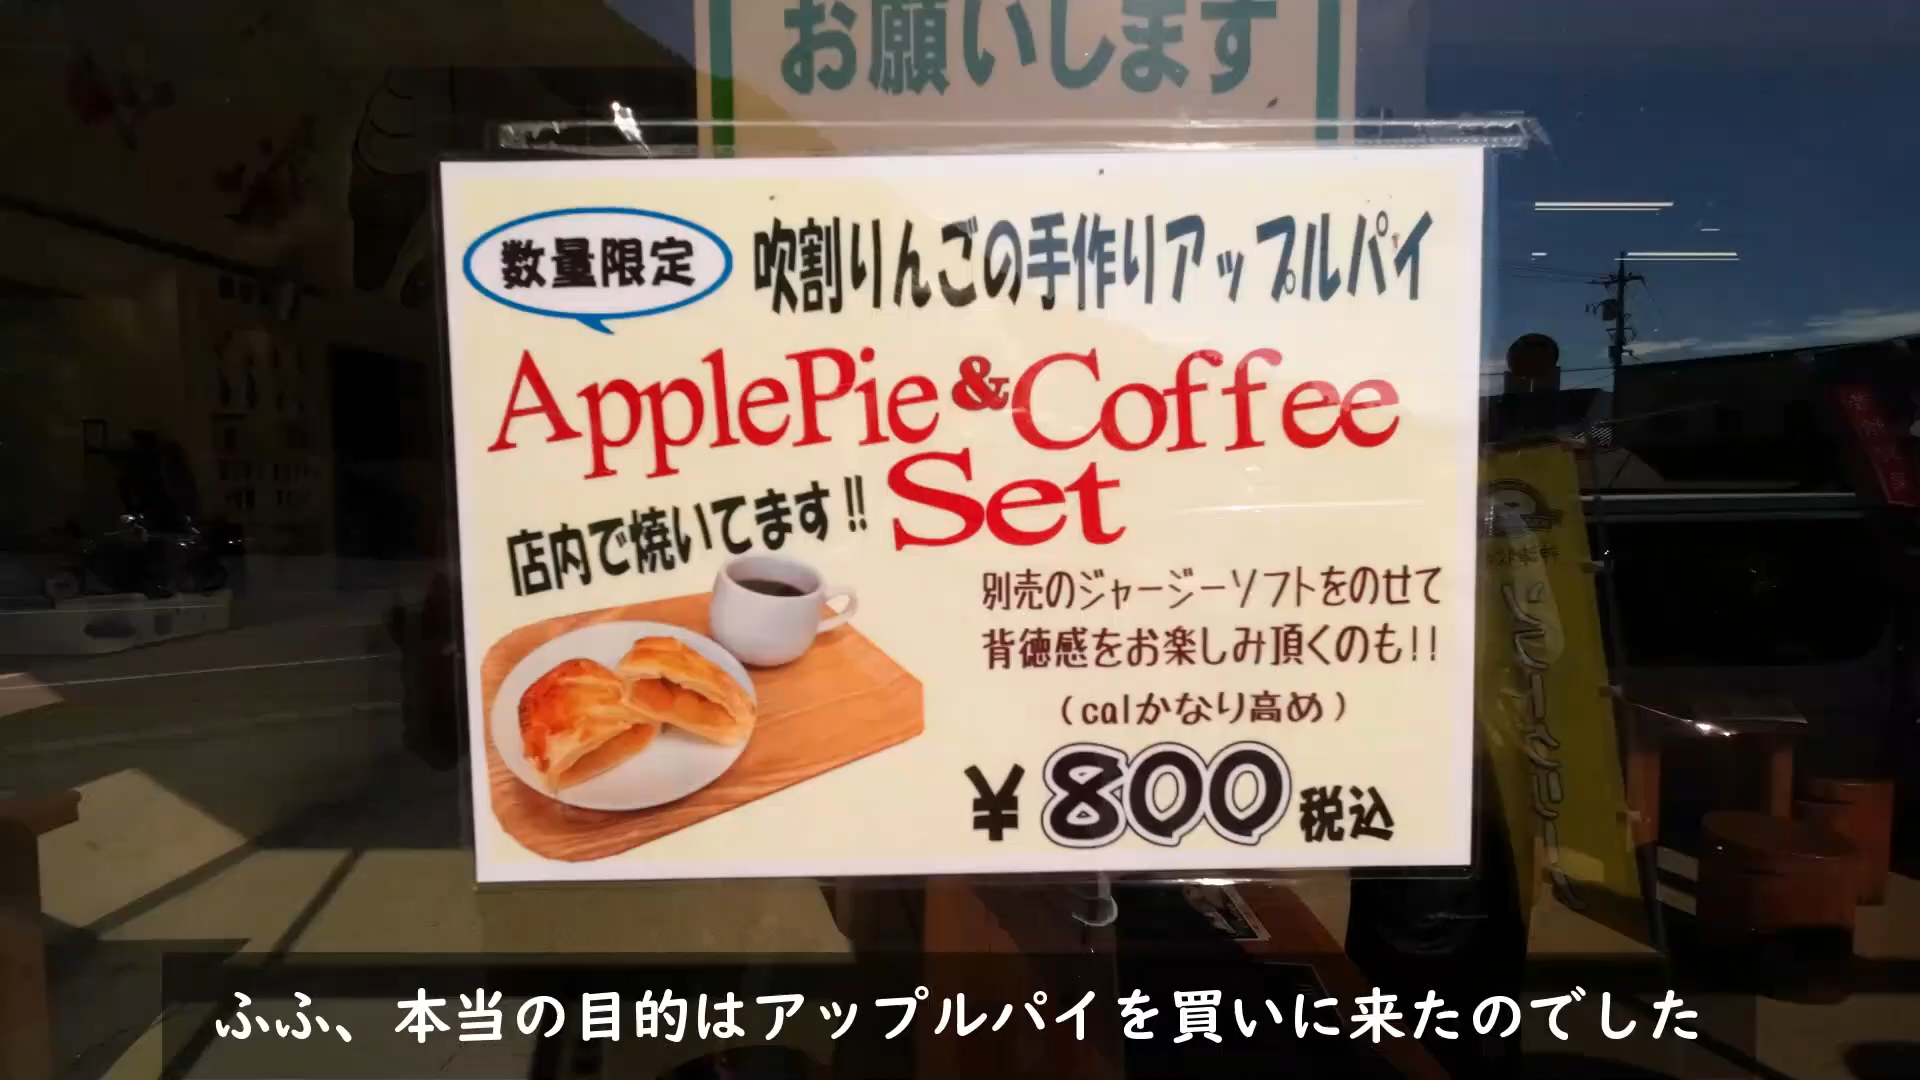 お願いします
数量限定
吹割りんごの手作りアップルパイ
ApplePie&Coffee
Set
店内で焼いてます!!
別売のジャージーソフトをのせて
背徳感をお楽しみ頂くのも!!
(calかなり高め)
¥800税込
ふふ、本当の目的はアップルパイを買いに来たのでした